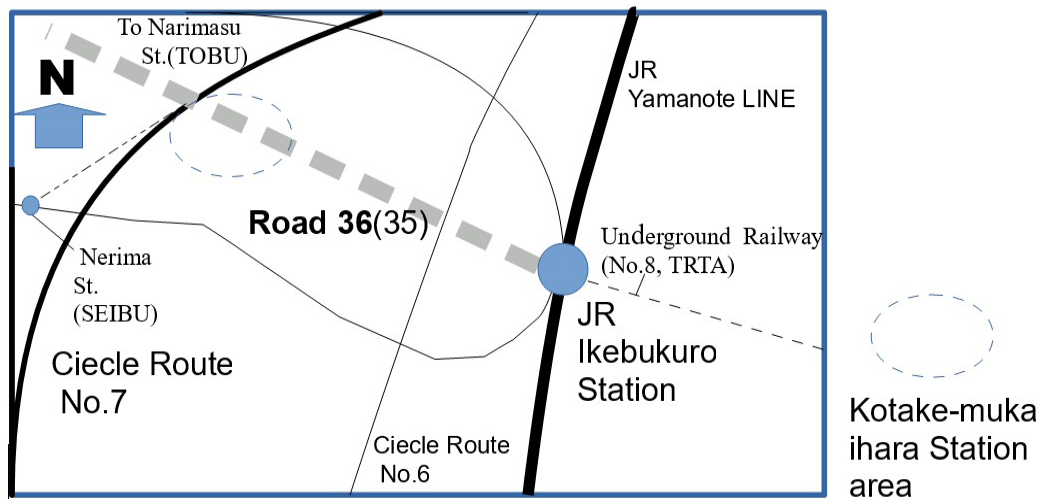 To Narimasu
St.(TOBU)
N
JR
Yamanote LINE
Road 36(35)
Underground Railway
(No.8, TRTA)
Nerima
St.
(SEIBU)
JR
Ikebukuro
Station
Ciecle Route
No.7
Ciecle Route
No.6
Kotake-muka
ihara Station
area